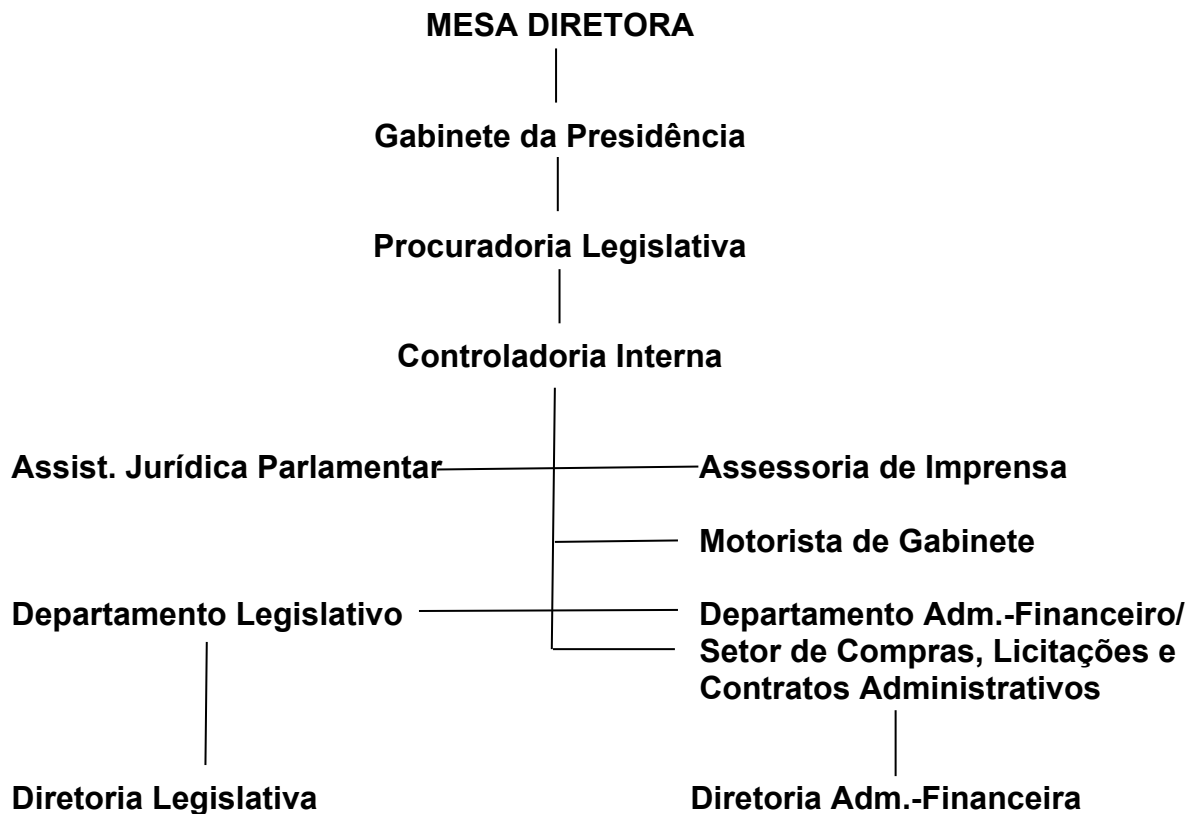 MESA DIRETORA
Gabinete da Presidência
Procuradoria Legislativa
Controladoria Interna
Assist. Jurídica Parlamentar
Assessoria de Imprensa
Motorista de Gabinete
Departamento Legislativo
Departamento Adm.-Financeiro/
Setor de Compras, Licitações e
Contratos Administrativos
Diretoria Legislativa
Diretoria Adm.-Financeira